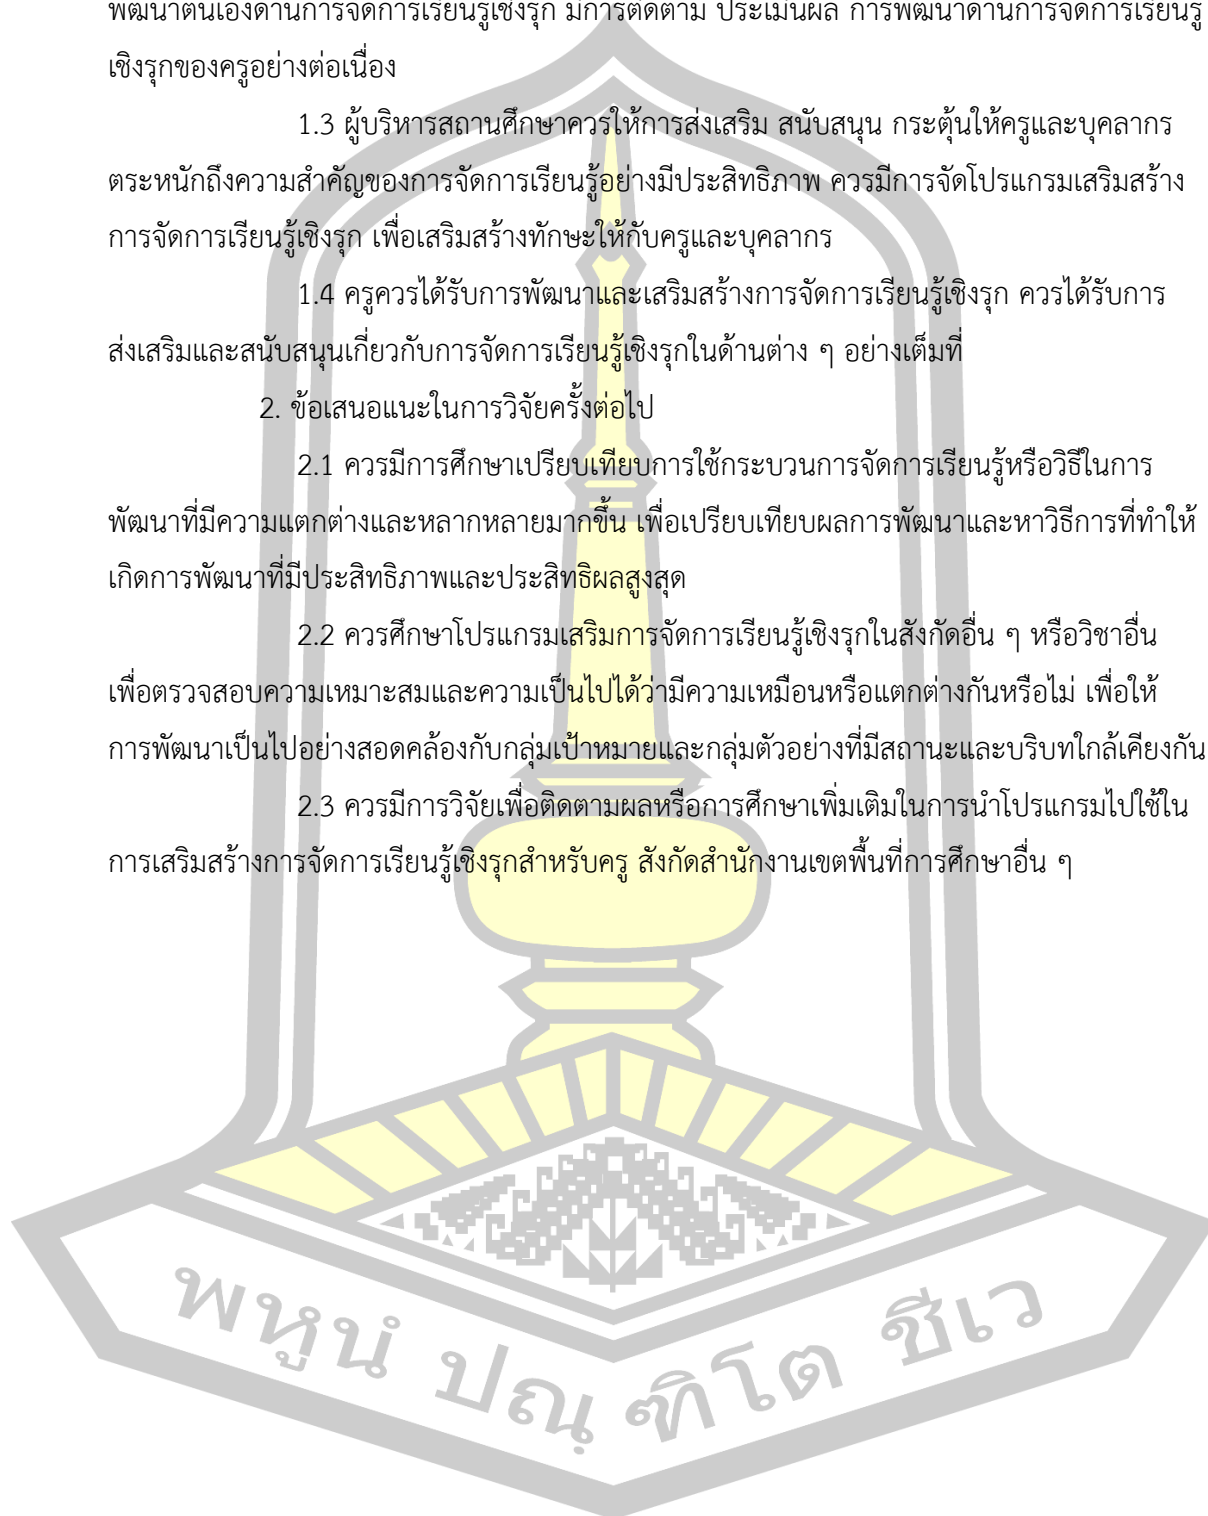 พัฒนาตนเองด้านการจัดการเรียนรู้เชิงรุก มีการติดตาม ประเมินผล การพัฒนาด้านการจัดการเรียนรู้
เชิงรุกของครูอย่างต่อเนื่อง
1.3 ผู้บริหารสถานศึกษาควรให้การส่งเสริม สนับสนุน กระตุ้นให้ครูและบุคลากร
ตระหนักถึงความสำคัญของการจัดการเรียนรู้อย่างมีประสิทธิภาพ ควรมีการจัดโปรแกรมเสริมสร้าง
การจัดการเรียนรู้เชิงรุก เพื่อเสริมสร้างทักษะให้กับครูและบุคลากร
1.4 ครูควรได้รับการพัฒนาและเสริมสร้างการจัดการเรียนรู้เชิงรุก ควรได้รับการ
ส่งเสริมและสนับสนุนเกี่ยวกับการจัดการเรียนรู้เชิงรุกในด้านต่าง ๆ อย่างเต็มที่
2. ข้อเสนอแนะในการวิจัยครั้งต่อไป
2.1 ควรมีการศึกษาเปรียบเทียบการใช้กระบวนการจัดการเรียนรู้หรือวิธีในการ
พัฒนาที่มีความแตกต่างและหลากหลายมากขึ้น เพื่อเปรียบเทียบผลการพัฒนาและหาวิธีการที่ทำให้
เกิดการพัฒนาที่มีประสิทธิภาพและประสิทธิผลสูงสุด
2.2 ควรศึกษาโปรแกรมเสริมการจัดการเรียนรู้เชิงรุกในสังกัดอื่น ๆ หรือวิชาอื่น
เพื่อตรวจสอบความเหมาะสมและความเป็นไปได้ว่ามีความเหมือนหรือแตกต่างกันหรือไม่ เพื่อให้
การพัฒนาเป็นไปอย่างสอดคล้องกับกลุ่มเป้าหมายและกลุ่มตัวอย่างที่มีสถานะและบริบทใกล้เคียงกัน
2.3 ควรมีการวิจัยเพื่อติดตามผลหรือการศึกษาเพิ่มเติมในการนำโปรแกรมไปใช้ใน
การเสริมสร้างการจัดการเรียนรู้เชิงรุกสำหรับครู สังกัดสำนักงานเขตพื้นที่การศึกษาอื่น ๆ
พหูนํ ปณฺฑิโต ชีเว